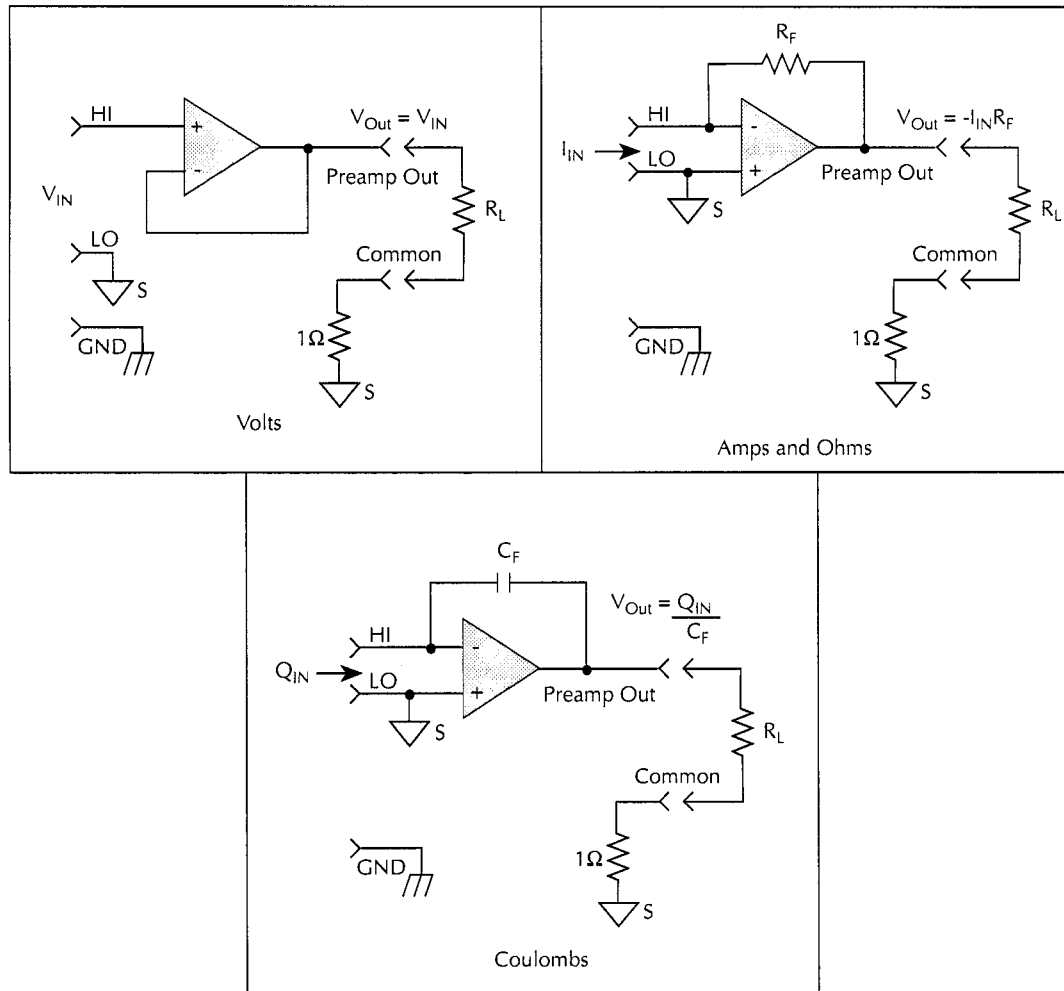 HI
+
-
V_IN
V_Out = V_IN
Preamp Out
R_L
LO
S
Common
GND
1Ω
S
Volts
R_F
HI
-
I_IN
LO
+
S
V_Out = -I_IN R_F
Preamp Out
R_L
Common
GND
1Ω
S
Amps and Ohms
C_F
HI
-
Q_IN
LO
+
S
V_Out = Q_IN
C_F
Preamp Out
R_L
Common
GND
1Ω
S
Coulombs